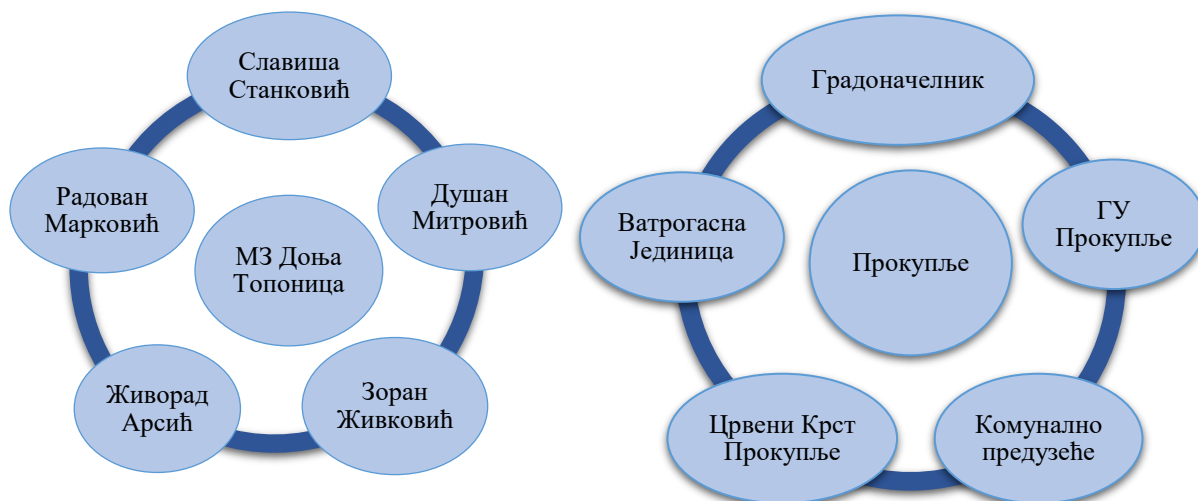 Славиша
Станковић
Душан
Митровић
Зоран
Живковић
Живорад
Арсић
Радован
Марковић
МЗ Доња
Топоница
Градоначелник
ГУ
Прокупље
Комунално
предузеће
Црвени Крст
Прокупље
Ватрогасна
Јединица
Прокупље